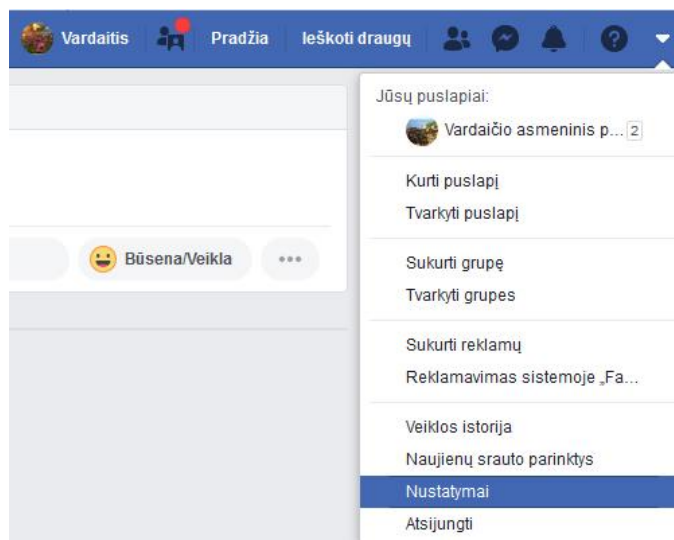 Vardaitis Pradžia Ieškoti draugų
Jūsų puslapiai:
Vardaičio asmeninis p... 2
Kurti puslapį
Tvarkyti puslapį
Būsena/Veikla
Sukurti grupę
Tvarkyti grupes
Sukurti reklamų
Reklamavimas sistemoje „Fa...
Veiklos istorija
Naujienų srauto parinktys
Nustatymai
Atsijungti